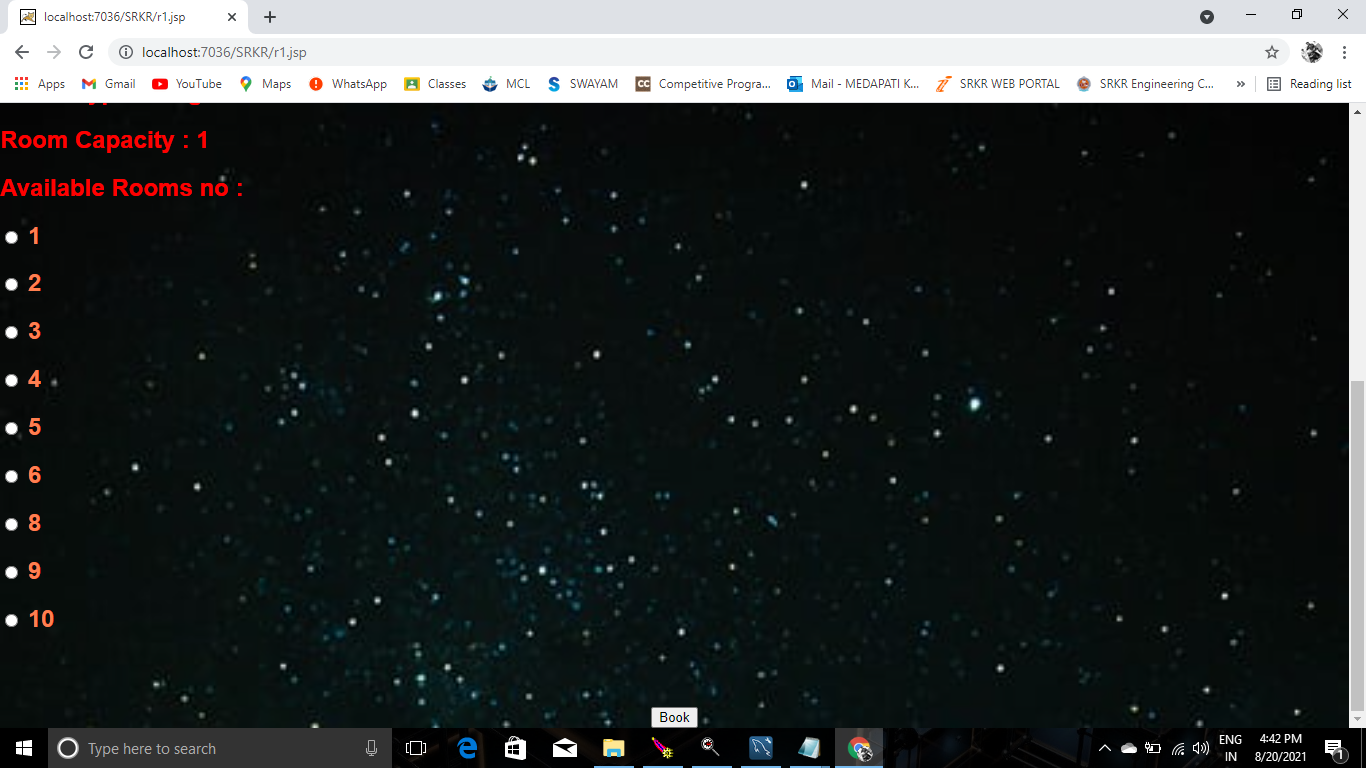 localhost:7036/SRKR/r1.jsp
localhost:7036/SRKR/r1.jsp
Apps Gmail YouTube Maps WhatsApp Classes MCL SWAYAM Competitive Progra... Mail - MEDAPATI K... SRKR WEB PORTAL SRKR Engineering C... » Reading list
Room Capacity : 1
Available Rooms no :
1
2
3
4
5
6
8
9
10
Book
Type here to search
ENG 4:42 PM
IN 8/20/2021 1